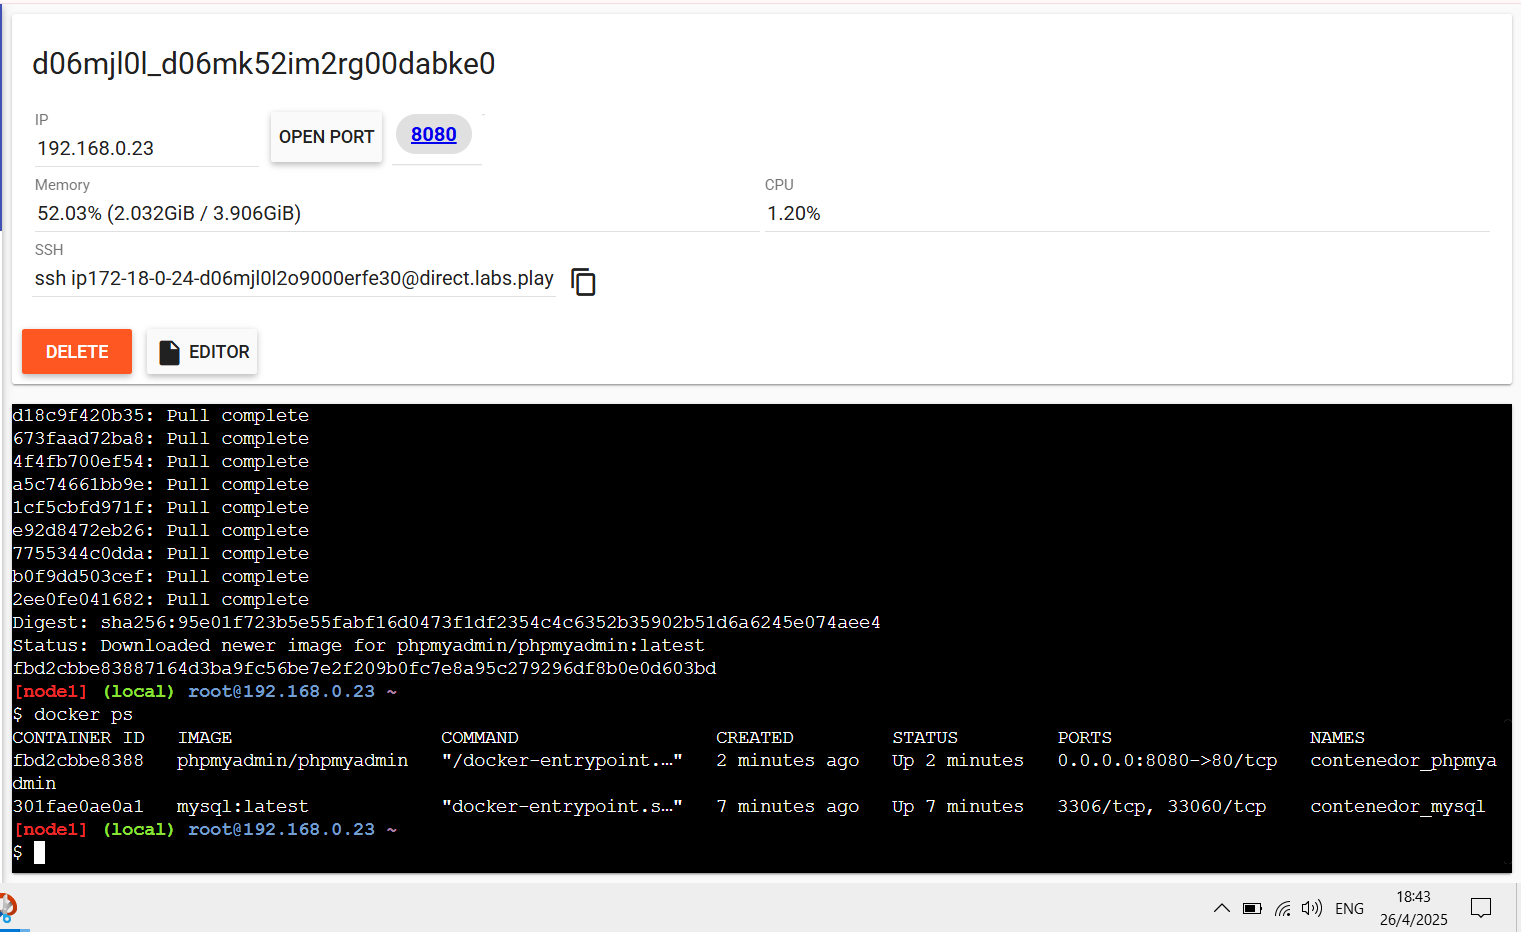 d06mjl0l_d06mk52im2rg00dabke0
IP
192.168.0.23
OPEN PORT
8080
Memory
52.03% (2.032GiB / 3.906GiB)
CPU
1.20%
SSH
ssh ip172-18-0-24-d06mjl0l2o9000erfe30@direct.labs.play
DELETE
EDITOR
d18c9f420b35: Pull complete
673faad72ba8: Pull complete
4f4fb700ef54: Pull complete
a5c74661bb9e: Pull complete
1cf5cbfd971f: Pull complete
e92d8472eb26: Pull complete
7755344c0dda: Pull complete
b0f9dd503cef: Pull complete
2ee0fe041682: Pull complete
Digest: sha256:95e01f723b5e55fabf16d0473f1df2354c4c6352b35902b51d6a6245e074aee4
Status: Downloaded newer image for phpmyadmin/phpmyadmin:latest
fbd2cbbe83887164d3ba9fc56be7e2f209b0fc7e8a95c279296df8b0e0d603bd
[node1] (local) root@192.168.0.23 ~
$ docker ps
CONTAINER ID   IMAGE                   COMMAND                  CREATED         STATUS         PORTS                  NAMES
fbd2cbbe8388   phpmyadmin/phpmyadmin   "/docker-entrypoint.…"   2 minutes ago   Up 2 minutes   0.0.0.0:8080->80/tcp   contenedor_phpmya
dmin
301fae0ae0a1   mysql:latest            "docker-entrypoint.s…"   7 minutes ago   Up 7 minutes   3306/tcp, 33060/tcp    contenedor_mysql
[node1] (local) root@192.168.0.23 ~
$
ENG
18:43
26/4/2025